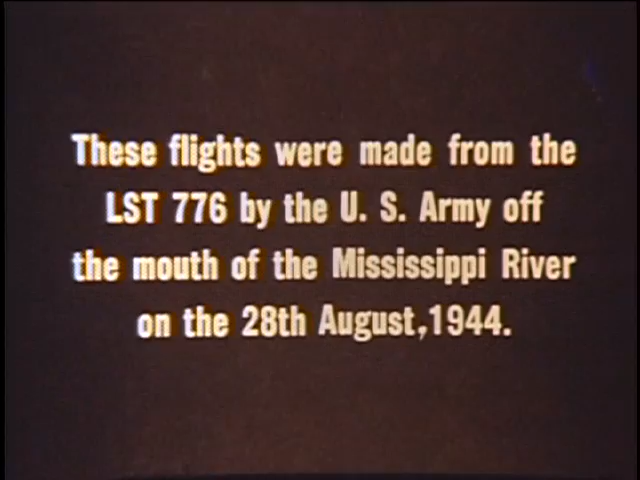 These flights were made from the
LST 776 by the U. S. Army off
the mouth of the Mississippi River
on the 28th August,1944.